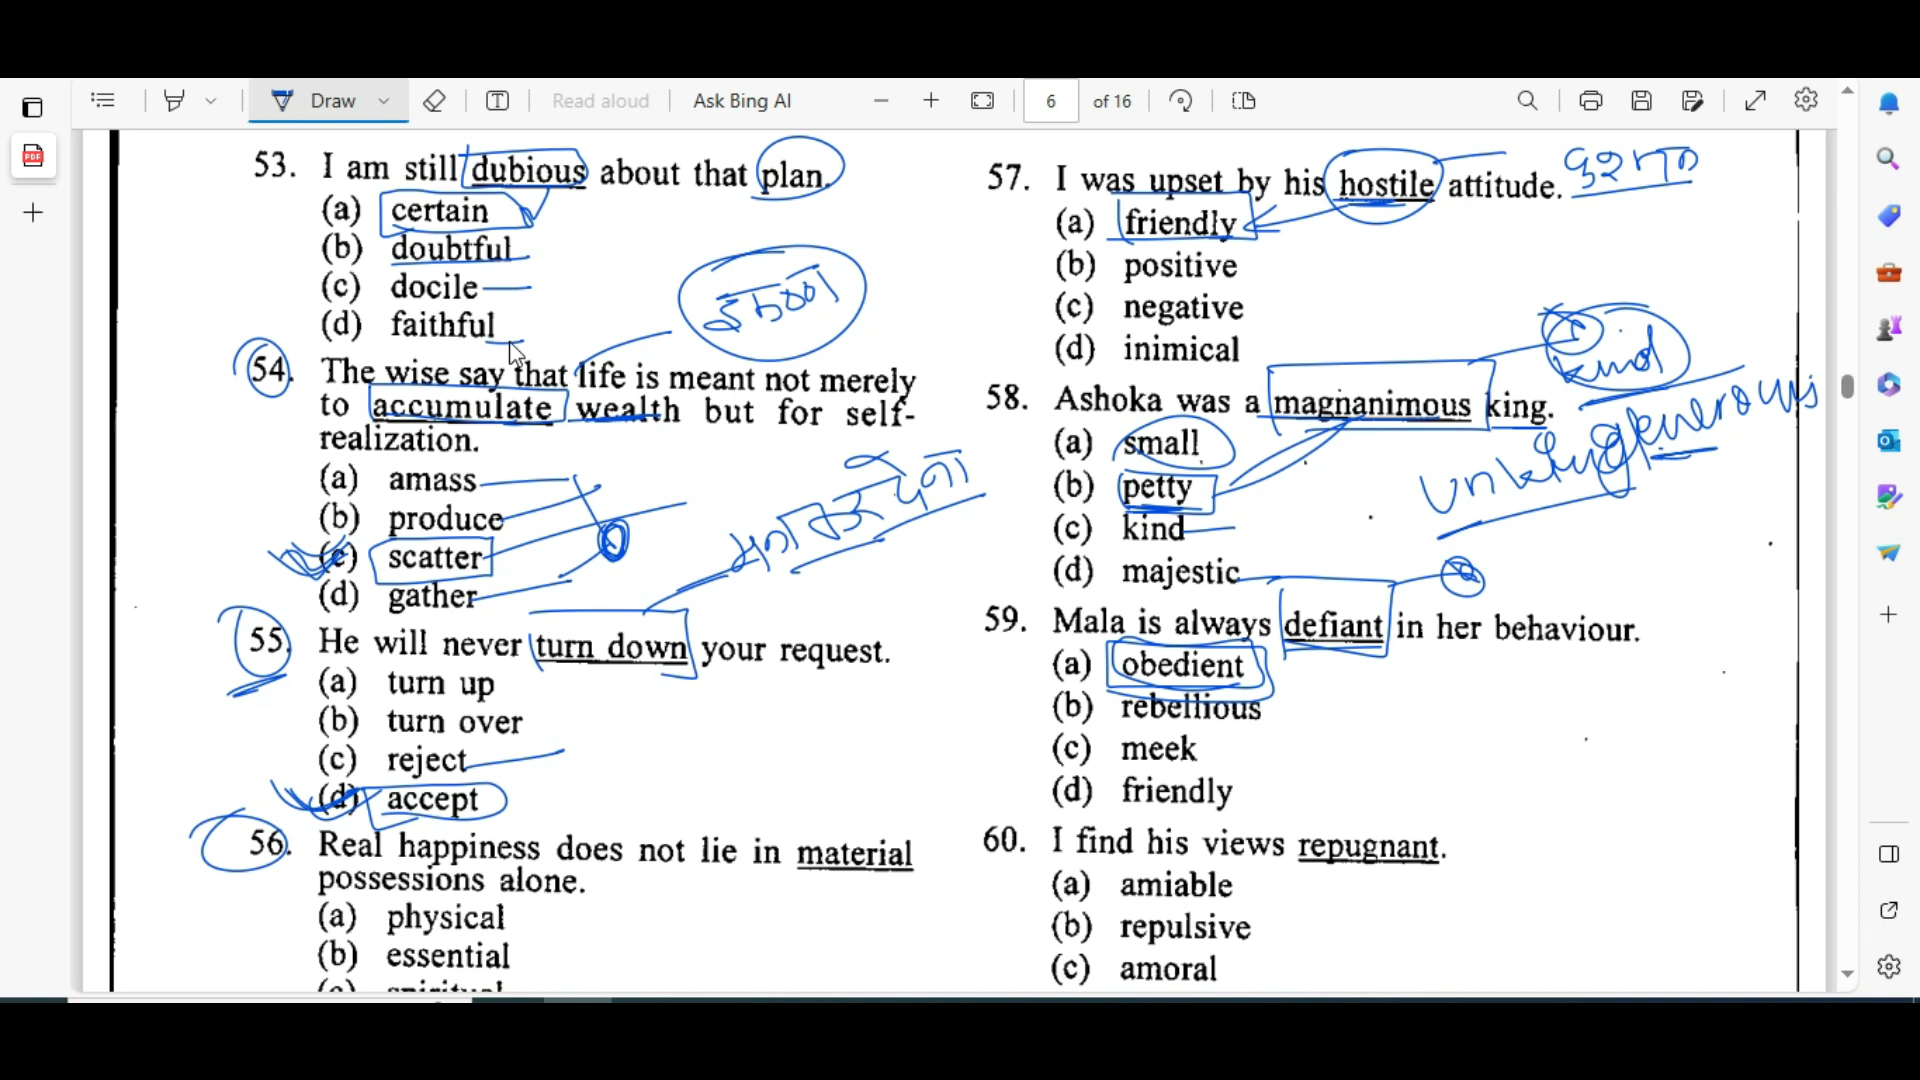 Draw
Read aloud
Ask Bing AI
6 of 16
PDF
53. I am still dubious about that plan.
(a) certain
(b) doubtful
(c) docile
(d) faithful
54. The wise say that life is meant not merely
to accumulate wealth but for self-
realization.
(a) amass
(b) produce
(c) scatter
(d) gather
55. He will never turn down your request.
(a) turn up
(b) turn over
(c) reject
(d) accept
56. Real happiness does not lie in material
possessions alone.
(a) physical
(b) essential
(c) spiritual
57. I was upset by his hostile attitude.
(a) friendly
(b) positive
(c) negative
(d) inimical
kind
58. Ashoka was a magnanimous king.
generous
(a) small
(b) petty
(c) kind
(d) majestic
59. Mala is always defiant in her behaviour.
(a) obedient
(b) rebellious
(c) meek
(d) friendly
60. I find his views repugnant.
(a) amiable
(b) repulsive
(c) amoral